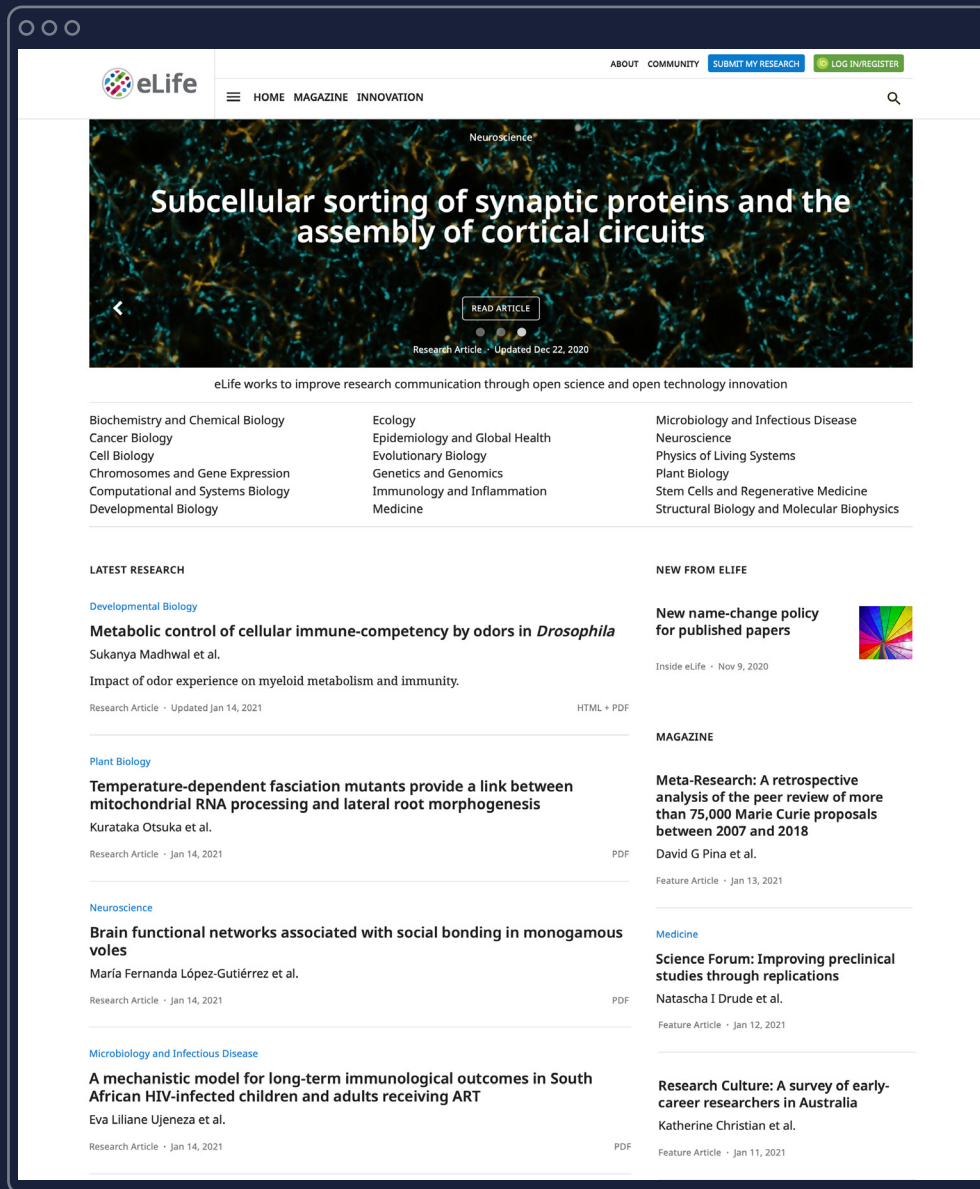 eLife
ABOUT COMMUNITY SUBMIT MY RESEARCH iD LOG IN/REGISTER
HOME MAGAZINE INNOVATION
Neuroscience
Subcellular sorting of synaptic proteins and the
assembly of cortical circuits
READ ARTICLE
Research Article · Updated Dec 22, 2020
eLife works to improve research communication through open science and open technology innovation
Biochemistry and Chemical Biology
Cancer Biology
Cell Biology
Chromosomes and Gene Expression
Computational and Systems Biology
Developmental Biology
Ecology
Epidemiology and Global Health
Evolutionary Biology
Genetics and Genomics
Immunology and Inflammation
Medicine
Microbiology and Infectious Disease
Neuroscience
Physics of Living Systems
Plant Biology
Stem Cells and Regenerative Medicine
Structural Biology and Molecular Biophysics
LATEST RESEARCH
Developmental Biology
Metabolic control of cellular immune-competency by odors in Drosophila
Sukanya Madhwal et al.
Impact of odor experience on myeloid metabolism and immunity.
Research Article · Updated Jan 14, 2021 HTML + PDF
Plant Biology
Temperature-dependent fasciation mutants provide a link between
mitochondrial RNA processing and lateral root morphogenesis
Kurataka Otsuka et al.
Research Article · Jan 14, 2021 PDF
Neuroscience
Brain functional networks associated with social bonding in monogamous
voles
María Fernanda López-Gutiérrez et al.
Research Article · Jan 14, 2021 PDF
Microbiology and Infectious Disease
A mechanistic model for long-term immunological outcomes in South
African HIV-infected children and adults receiving ART
Eva Liliane Ujeneza et al.
Research Article · Jan 14, 2021 PDF
NEW FROM ELIFE
New name-change policy
for published papers
Inside eLife · Nov 9, 2020
MAGAZINE
Meta-Research: A retrospective
analysis of the peer review of more
than 75,000 Marie Curie proposals
between 2007 and 2018
David G Pina et al.
Feature Article · Jan 13, 2021
Medicine
Science Forum: Improving preclinical
studies through replications
Natascha I Drude et al.
Feature Article · Jan 12, 2021
Research Culture: A survey of early-
career researchers in Australia
Katherine Christian et al.
Feature Article · Jan 11, 2021